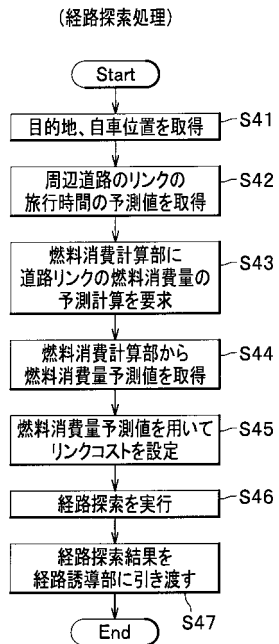 (経路探索処理)
Start
目的地、自車位置を取得
S41
周辺道路のリンクの
旅行時間の予測値を取得
S42
燃料消費計算部に
道路リンクの燃料消費量の
予測計算を要求
S43
燃料消費計算部から
燃料消費量予測値を取得
S44
燃料消費量予測値を用いて
リンクコストを設定
S45
経路探索を実行
S46
経路探索結果を
経路誘導部に引き渡す
S47
End